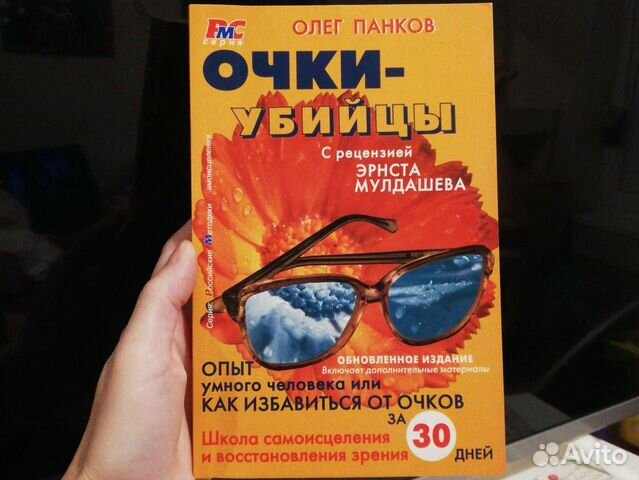 РМС
серия
ОЛЕГ ПАНКОВ
ОЧКИ-
УБИЙЦЫ
С рецензией
ЭРНСТА
МУЛДАШЕВА
Серия: Российские Методики Самоисцеления
ОБНОВЛЕННОЕ ИЗДАНИЕ
Включает дополнительные материалы
ОПЫТ
умного человека или
КАК ИЗБАВИТЬСЯ ОТ ОЧКОВ
ЗА
30
ДНЕЙ
Школа самоисцеления
и восстановления зрения
Avito